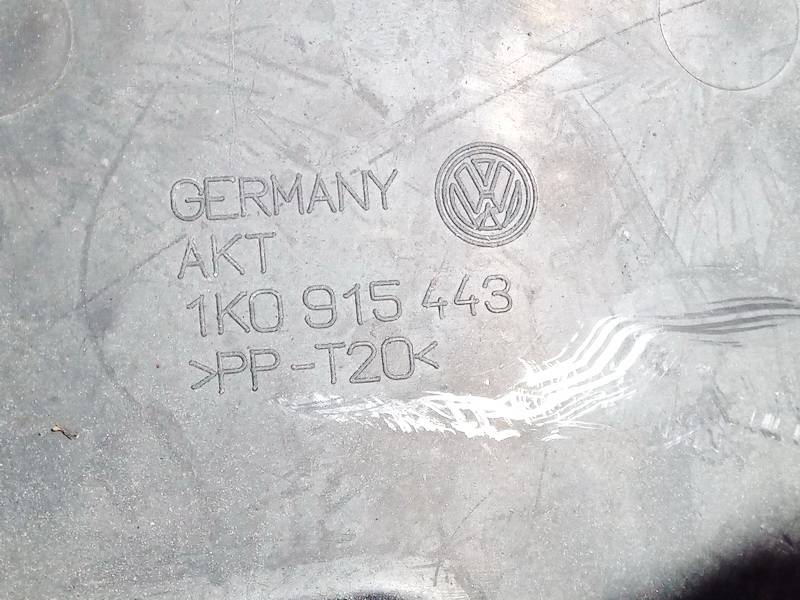 GERMANY
AKT
1K0 915 443
>PP-T20<